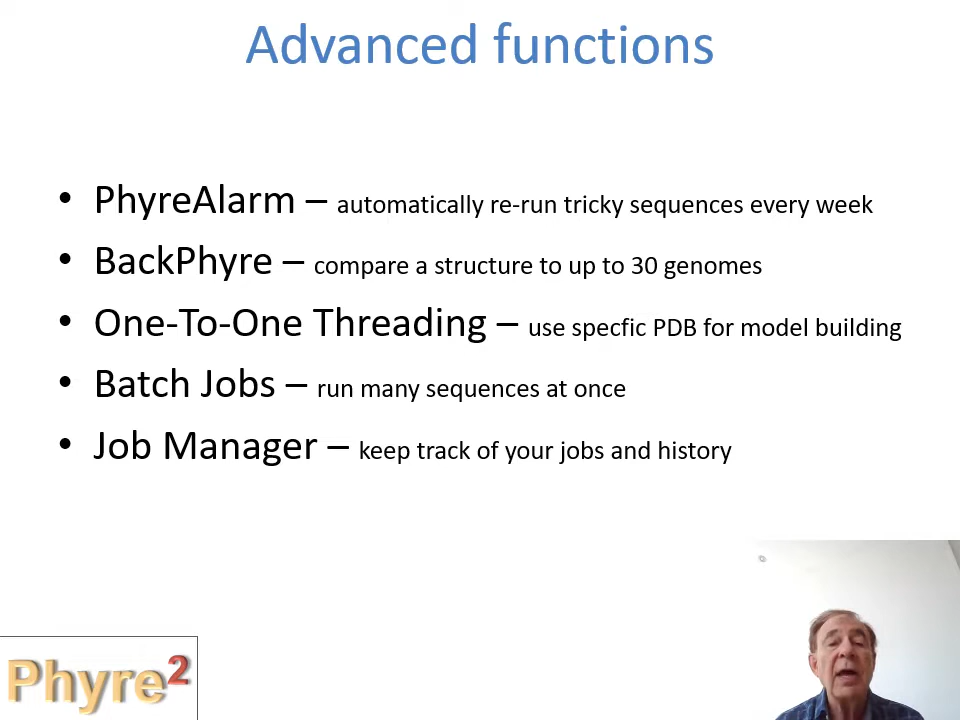 Advanced functions
• PhyreAlarm – automatically re-run tricky sequences every week
• BackPhyre – compare a structure to up to 30 genomes
• One-To-One Threading – use specfic PDB for model building
• Batch Jobs – run many sequences at once
• Job Manager – keep track of your jobs and history
Phyre²